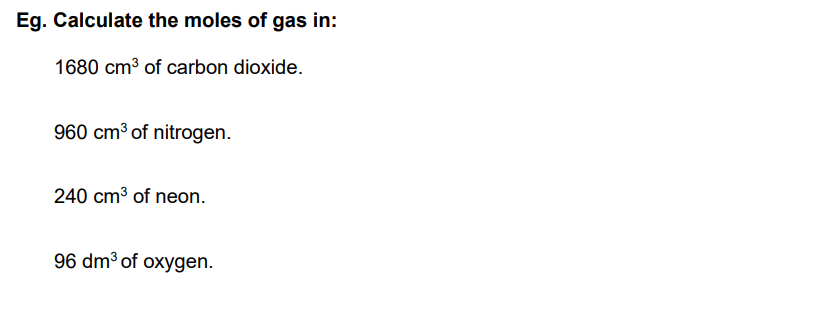 Eg. Calculate the moles of gas in:
1680 cm³ of carbon dioxide.
960 cm³ of nitrogen.
240 cm³ of neon.
96 dm³ of oxygen.